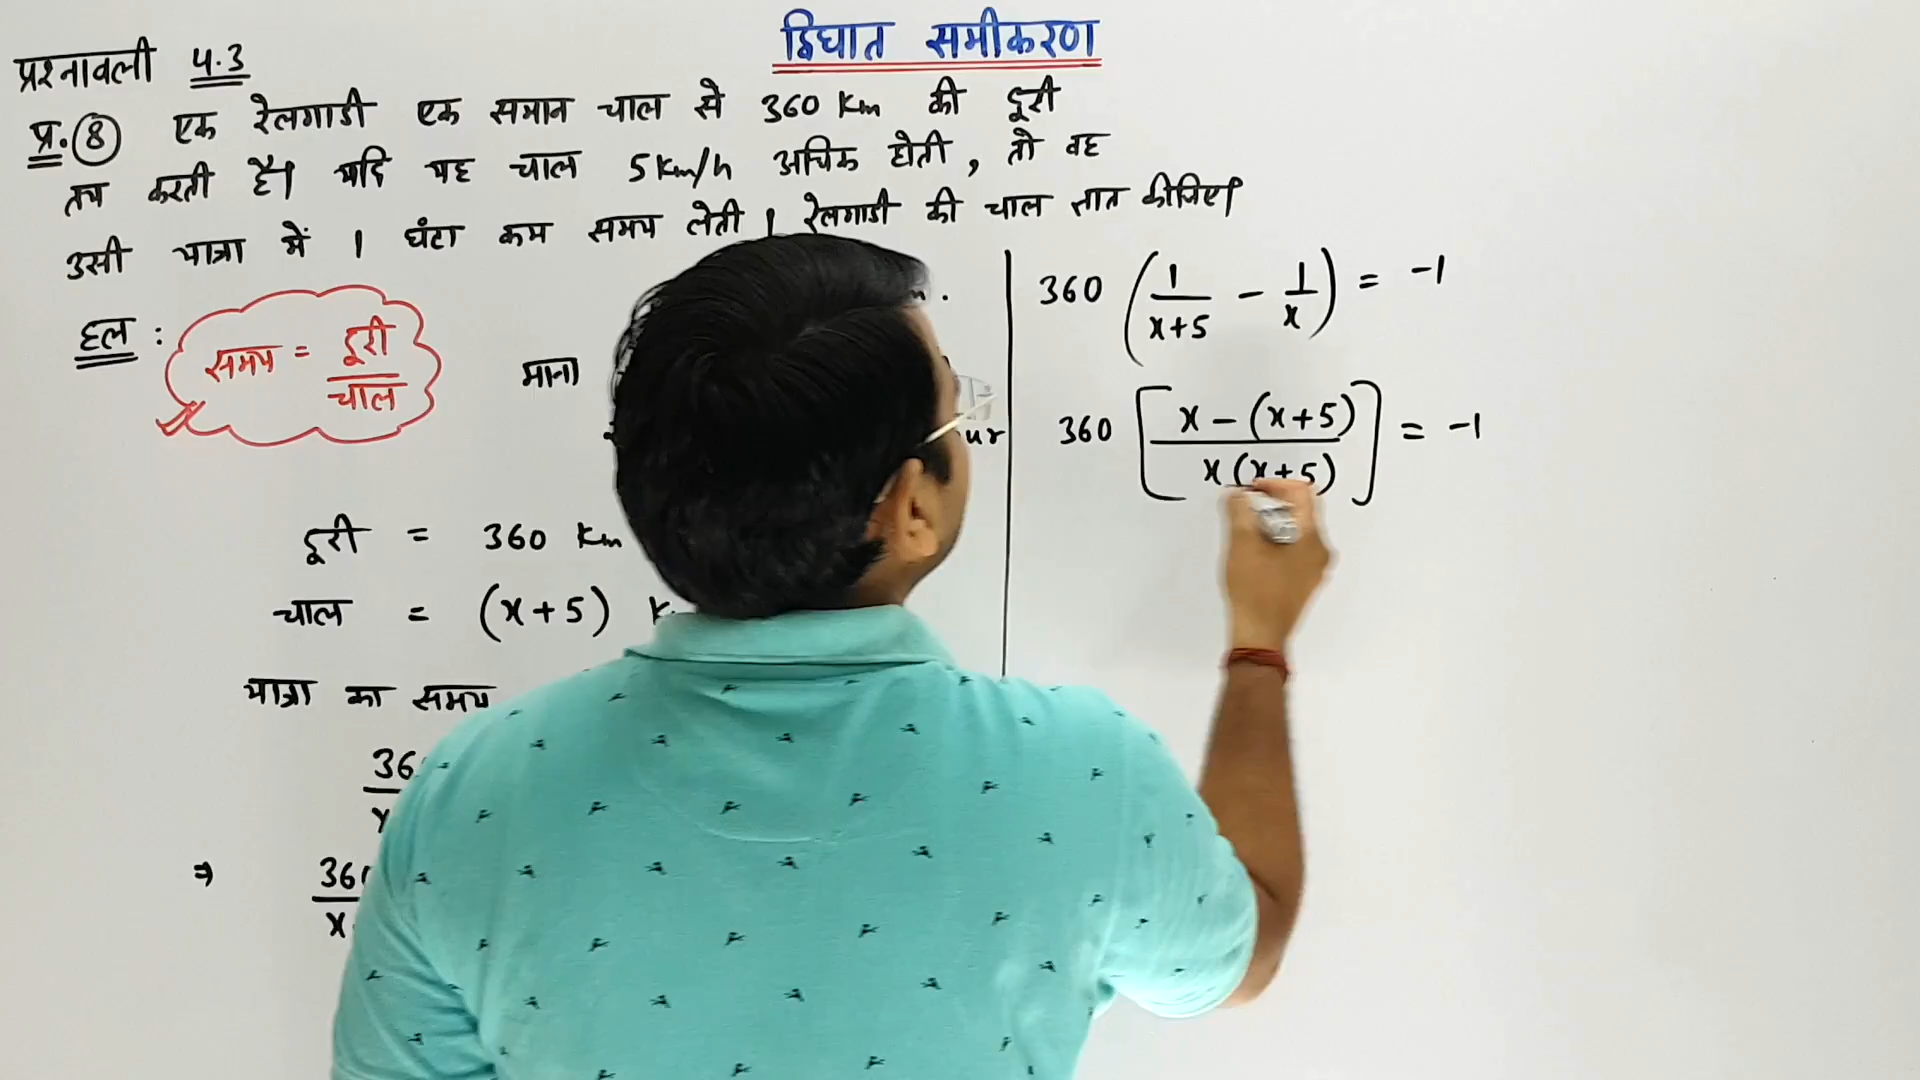 द्विघात समीकरण
प्रश्नावली 4.3
प्र. 8 एक रेलगाडी एक समान चाल से 360 Km की दूरी
तय करती है। यदि यह चाल 5 Km/h अधिक होती, तो वह
उसी यात्रा में 1 घंटा कम समय लेती। रेलगाडी की चाल ज्ञात कीजिए।
हल :
समय = दूरी / चाल
माना
दूरी = 360 Km
चाल = (x+5)
यात्रा का समय
⇒
360 (1/(x+5) - 1/x) = -1
360 [(x-(x+5))/(x(x+5))] = -1